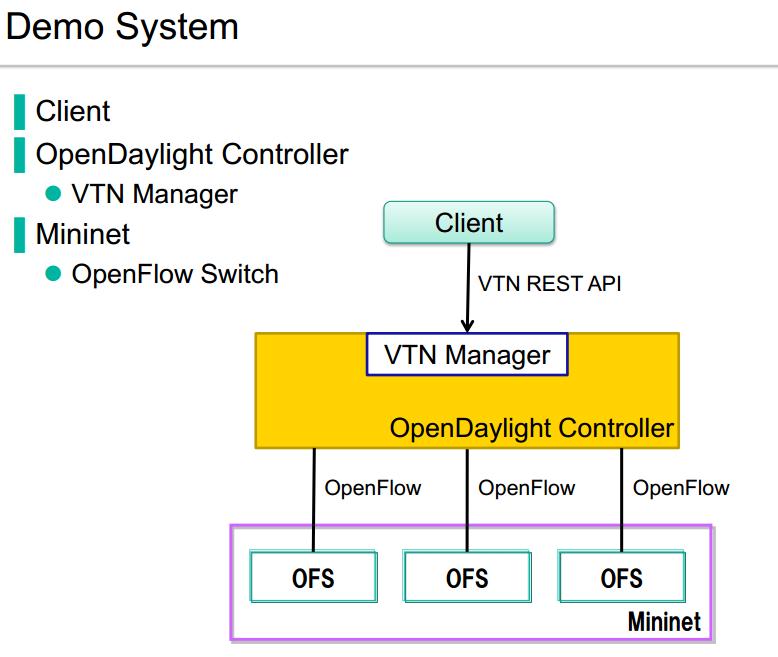 Demo System
Client
OpenDaylight Controller
VTN Manager
Mininet
OpenFlow Switch
Client
VTN REST API
VTN Manager
OpenDaylight Controller
OpenFlow OpenFlow OpenFlow
OFS OFS OFS
Mininet